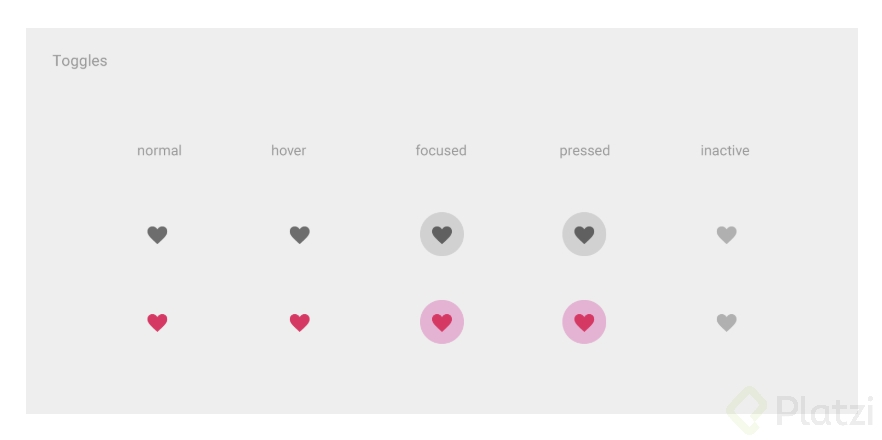 Toggles
normal hover focused pressed inactive
Platzi